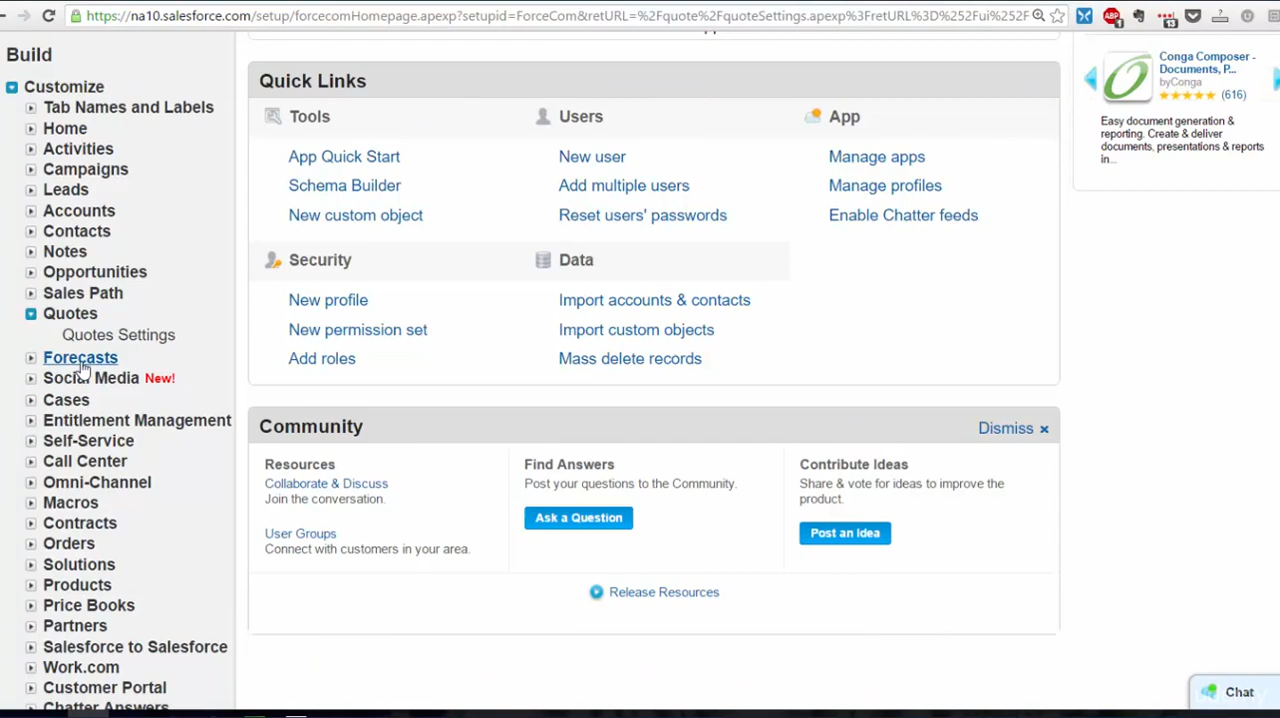 https://na10.salesforce.com/setup/forcecomHomepage.apexp?setupid=ForceCom&retURL=%2Fquote%2FquoteSettings.apexp%3FretURL%3D%252Fui%252F
Build
Customize
Tab Names and Labels
Home
Activities
Campaigns
Leads
Accounts
Contacts
Notes
Opportunities
Sales Path
Quotes
Quotes Settings
Forecasts
Social Media New!
Cases
Entitlement Management
Self-Service
Call Center
Omni-Channel
Macros
Contracts
Orders
Solutions
Products
Price Books
Partners
Salesforce to Salesforce
Work.com
Customer Portal
Chatter Answers
Quick Links
Tools
App Quick Start
Schema Builder
New custom object
Users
New user
Add multiple users
Reset users' passwords
App
Manage apps
Manage profiles
Enable Chatter feeds
Security
New profile
New permission set
Add roles
Data
Import accounts & contacts
Import custom objects
Mass delete records
Community
Dismiss ×
Resources
Collaborate & Discuss
Join the conversation.
User Groups
Connect with customers in your area.
Find Answers
Post your questions to the Community.
Ask a Question
Contribute Ideas
Share & vote for ideas to improve the
product.
Post an Idea
Release Resources
Conga Composer -
Documents, P...
byConga
(616)
Easy document generation &
reporting. Create & deliver
documents, presentations & reports
in...
ABP
1
13
Chat